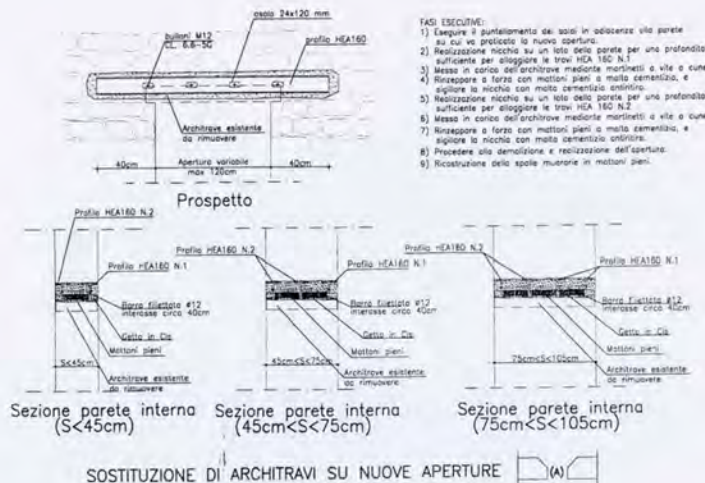 asola 24x120 mm
bulloni M12
CL. 6.6-5G
profilo HEA160
Architrave esistente
da rimuovere
40cm
Apertura variabile
max 120cm
40cm
Prospetto
FASI ESECUTIVE:
1) Eseguire il puntellamento dei solai in adiacenza alla parete
su cui va praticata la nuova apertura.
2) Realizzazione nicchia su un lato della parete per una profondita
sufficiente per alloggiare le travi HEA 160 N.1
3) Messa in carico dell'architrave mediante martinetti a vite o cune
4) Rinzeppare a forza con mattoni pieni a malta cementizia, e
sigillare la nicchia con malta cementizia antiritiro.
5) Realizzazione nicchia su un lato della parete per una profondita
sufficiente per alloggiare le travi HEA 160 N.2
6) Messa in carico dell'architrave mediante martinetti a vite o cune
7) Rinzeppare a forza con mattoni pieni a malta cementizia, e
sigillare la nicchia con malta cementizia antiritiro.
8) Procedere alla demolizione e realizzazione dell'apertura.
9) Ricostruzione della spalle murarie in mattoni pieni.
Profilo HEA160 N.2
Profilo HEA160 N.1
Barra filettata ø12
interasse circa 40cm
Getto in Cls
Mattoni pieni
S<45cm
Architrave esistente
da rimuovere
Sezione parete interna
(S<45cm)
Profilo HEA160 N.2
Profilo HEA160 N.1
Barra filettata ø12
interasse circa 40cm
Getto in Cls
Mattoni pieni
45cm<S<75cm
Architrave esistente
da rimuovere
Sezione parete interna
(45cm<S<75cm)
Profilo HEA160 N.2
Profilo HEA160 N.1
Barra filettata ø12
interasse circa 40cm
Getto in Cls
Mattoni pieni
75cm<S<105cm
Architrave esistente
da rimuovere
Sezione parete interna
(75cm<S<105cm)
SOSTITUZIONE DI ARCHITRAVI SU NUOVE APERTURE
(A)